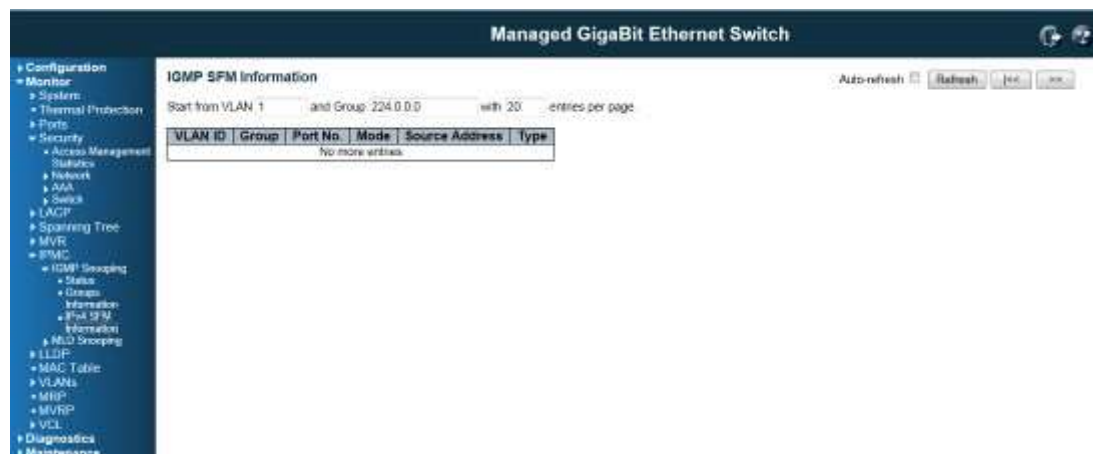 Managed GigaBit Ethernet Switch
Configuration
Monitor
System
Thermal Protection
Ports
Security
Access Management
Statistics
Network
AAA
Switch
LACP
Spanning Tree
MVR
IPMC
IGMP Snooping
Status
Groups
Information
IPv4 SFM
Information
MLD Snooping
LLDP
MAC Table
VLANs
MRP
MVRP
VCL
Diagnostics
Maintenance
IGMP SFM Information
Auto-refresh Refresh |<< >>
Start from VLAN 1 and Group 224.0.0.0 with 20 entries per page
VLAN ID Group Port No. Mode Source Address Type
No more entries